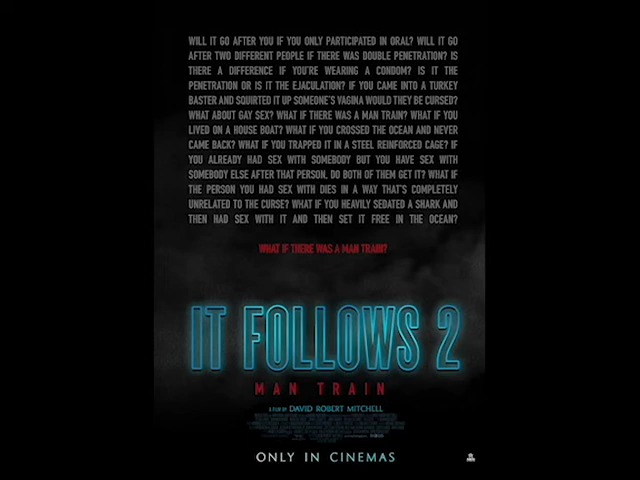 WILL IT GO AFTER YOU IF YOU ONLY PARTICIPATED IN ORAL? WILL IT GO
AFTER TWO DIFFERENT PEOPLE IF THERE WAS DOUBLE PENETRATION? IS
THERE A DIFFERENCE IF YOU'RE WEARING A CONDOM? IS IT THE
PENETRATION OR IS IT THE EJACULATION? IF YOU CAME INTO A TURKEY
BASTER AND SQUIRTED IT UP SOMEONE'S VAGINA WOULD THEY BE CURSED?
WHAT ABOUT GAY SEX? WHAT IF THERE WAS A MAN TRAIN? WHAT IF YOU
LIVED ON A HOUSE BOAT? WHAT IF YOU CROSSED THE OCEAN AND NEVER
CAME BACK? WHAT IF YOU TRAPPED IT IN A STEEL REINFORCED CAGE? IF
YOU ALREADY HAD SEX WITH SOMEBODY BUT YOU HAVE SEX WITH
SOMEBODY ELSE AFTER THAT PERSON, DO BOTH OF THEM GET IT? WHAT IF
THE PERSON YOU HAD SEX WITH DIES IN A WAY THAT'S COMPLETELY
UNRELATED TO THE CURSE? WHAT IF YOU HEAVILY SEDATED A SHARK AND
THEN HAD SEX WITH IT AND THEN SET IT FREE IN THE OCEAN?
WHAT IF THERE WAS A MAN TRAIN?
IT FOLLOWS 2
MAN TRAIN
A FILM BY DAVID ROBERT MITCHELL
ONLY IN CINEMAS